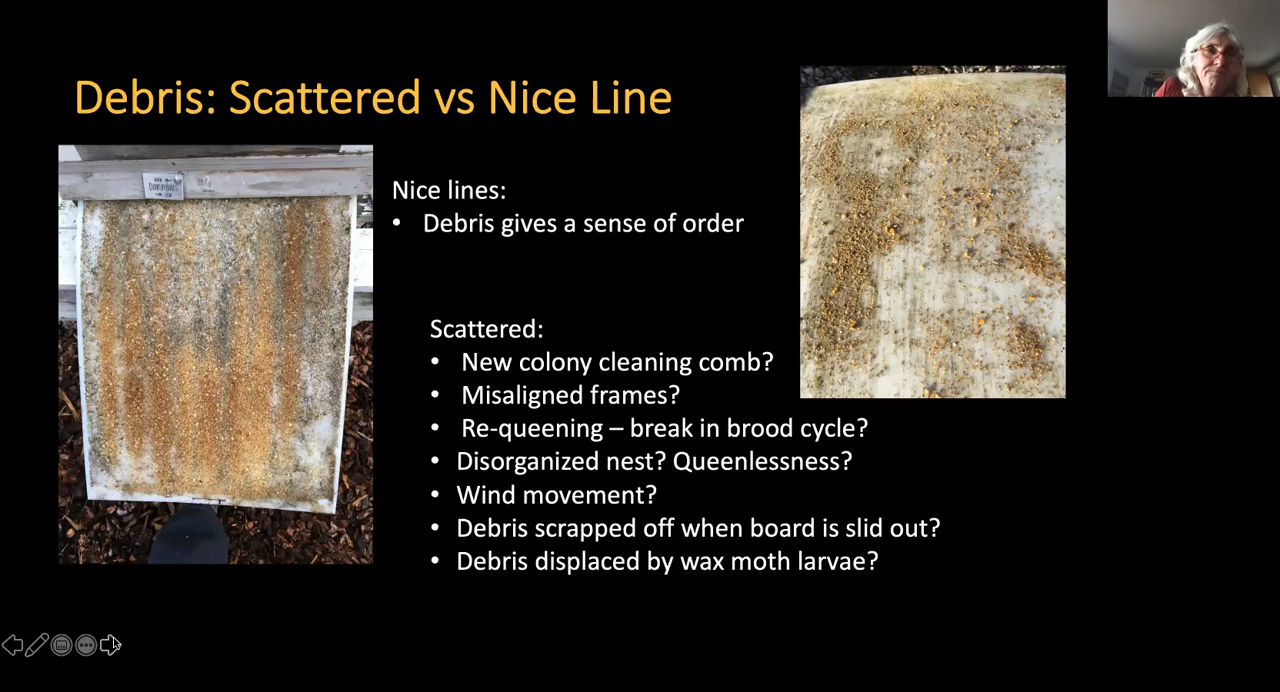 Debris: Scattered vs Nice Line
Nice lines:
• Debris gives a sense of order
Scattered:
• New colony cleaning comb?
• Misaligned frames?
• Re-queening – break in brood cycle?
• Disorganized nest? Queenlessness?
• Wind movement?
• Debris scrapped off when board is slid out?
• Debris displaced by wax moth larvae?